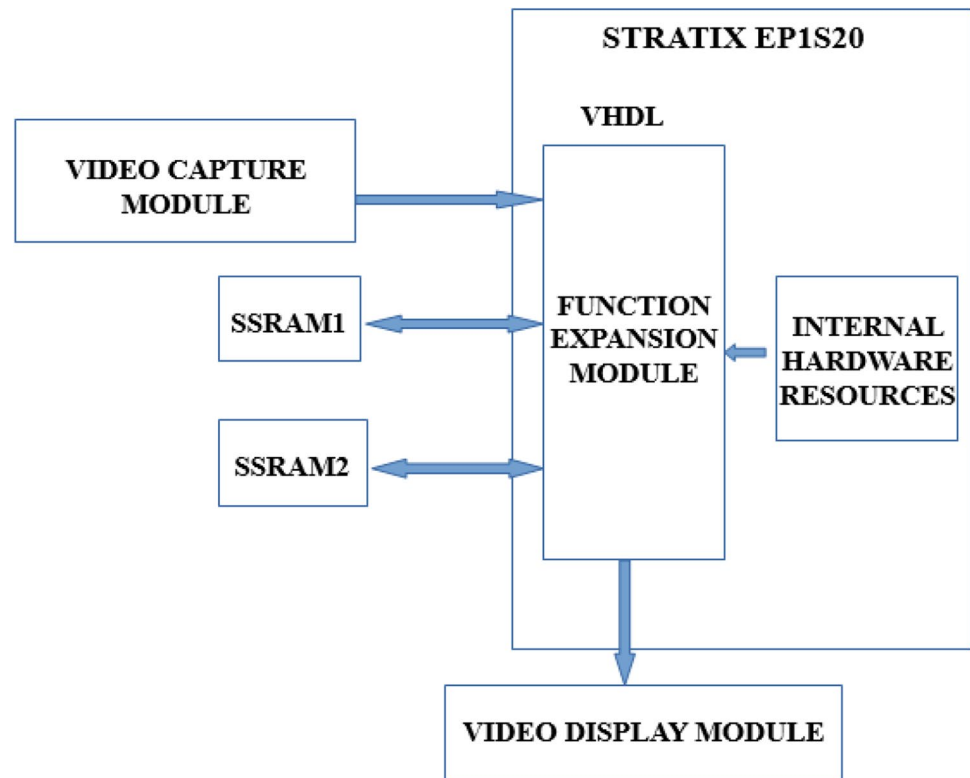 STRATIX EP1S20
VHDL
VIDEO CAPTURE
MODULE
SSRAM1
FUNCTION
EXPANSION
MODULE
INTERNAL
HARDWARE
RESOURCES
SSRAM2
VIDEO DISPLAY MODULE